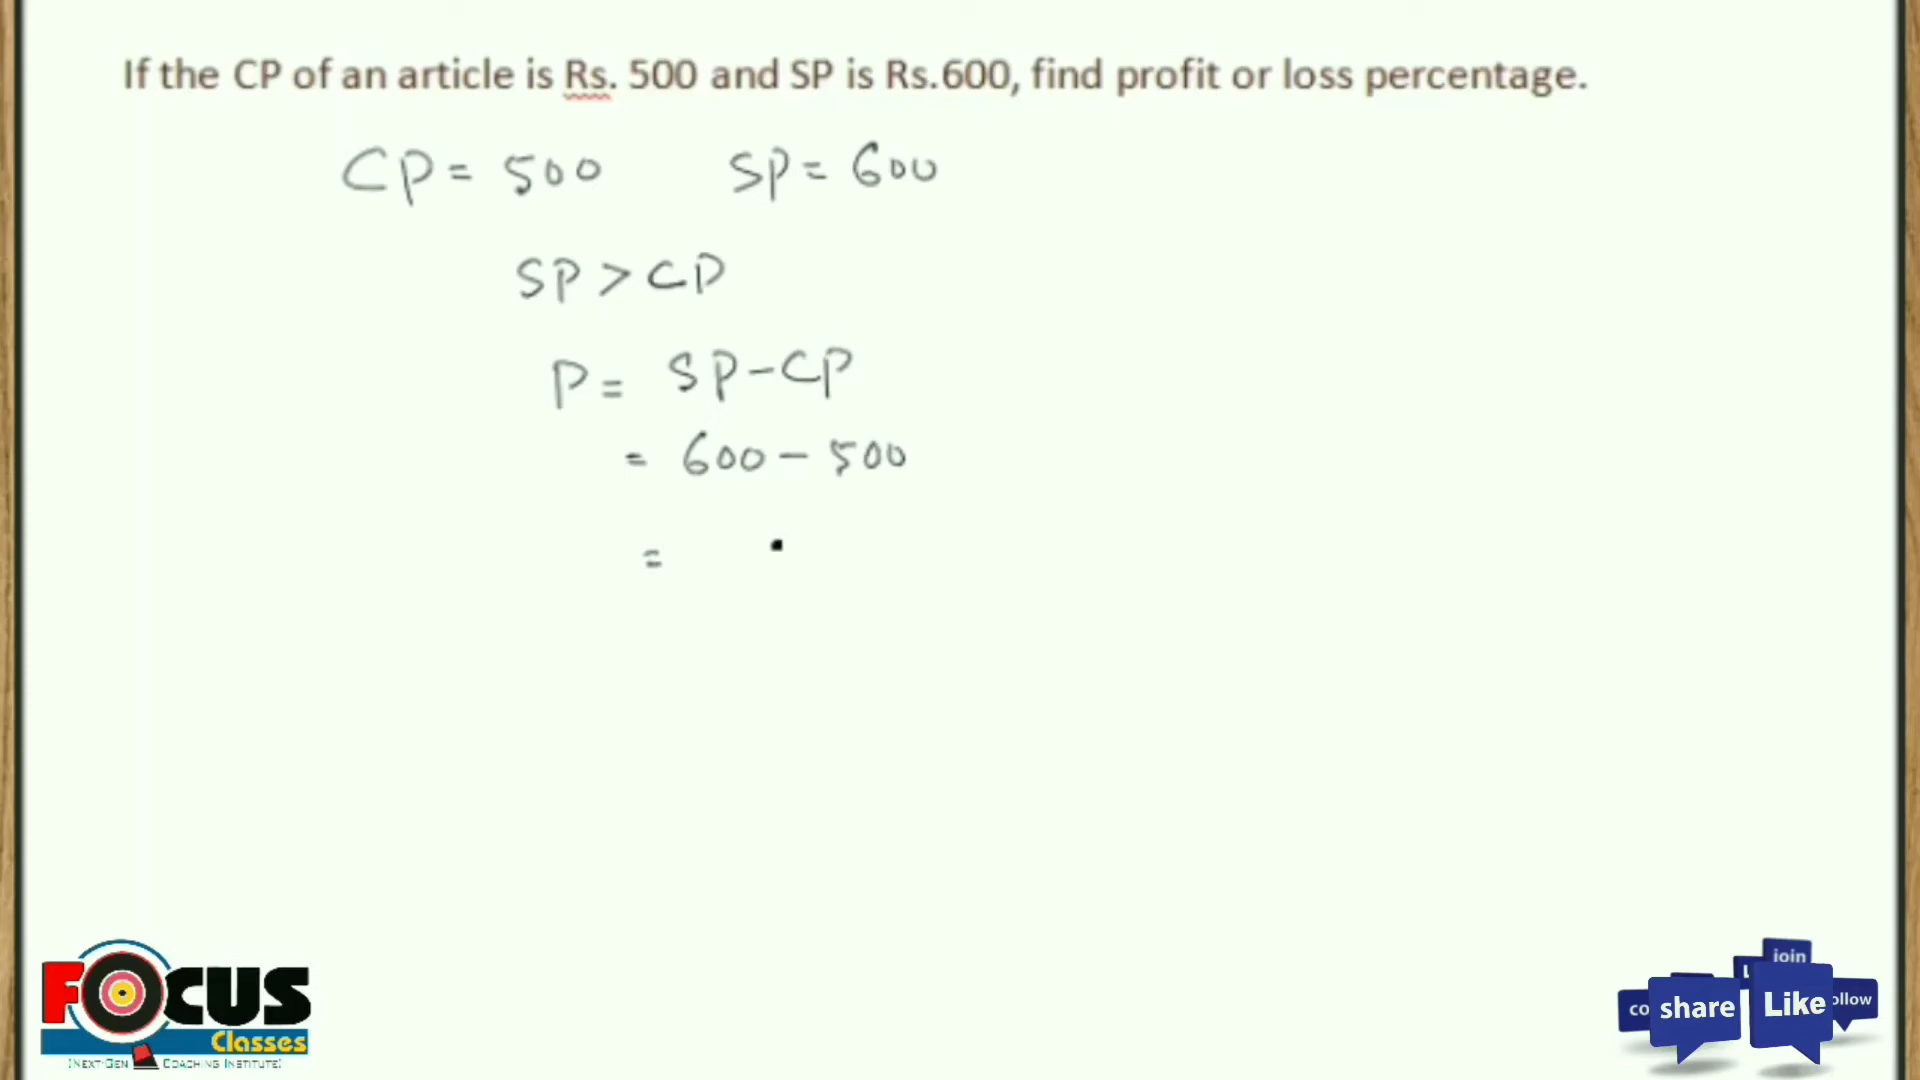 If the CP of an article is Rs. 500 and SP is Rs.600, find profit or loss percentage.
CP = 500 SP = 600
SP > CP
P = SP - CP
= 600 - 500
=
FOCUS
Classes
[NEXT-GEN COACHING INSTITUTE]
join
L
co share Like ollow